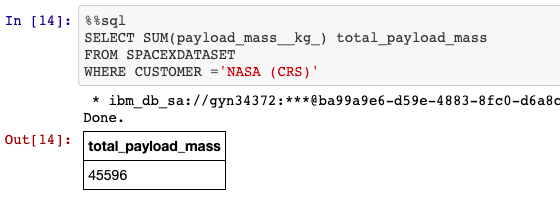 In [14]: %%sql
SELECT SUM(payload_mass__kg_) total_payload_mass
FROM SPACEXDATASET
WHERE CUSTOMER ='NASA (CRS)'
* ibm_db_sa://gyn34372:***@ba99a9e6-d59e-4883-8fc0-d6a8c
Done.
Out[14]: total_payload_mass
45596